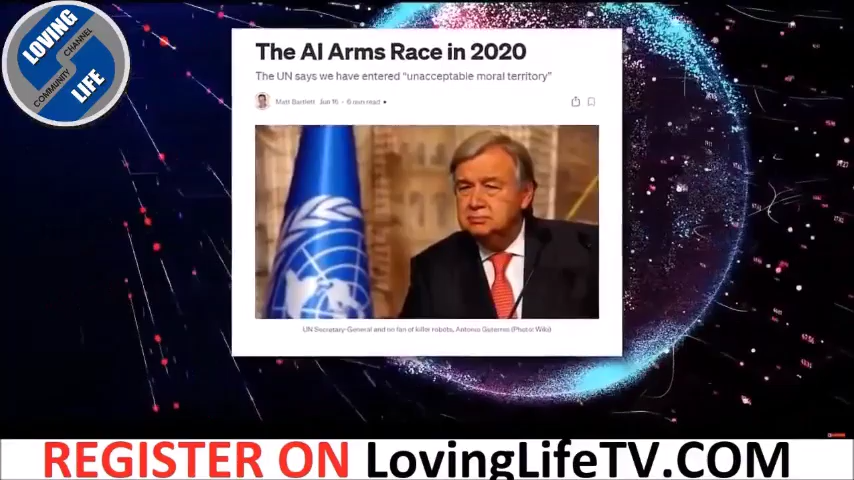 LOVING
CHANNEL
COMMUNITY
LIFE
The AI Arms Race in 2020
The UN says we have entered “unacceptable moral territory”
Matt Bartlett Jun 16 · 6 min read
UN Secretary-General and no fan of killer robots, Antonio Guterres (Photo: Wiki)
REGISTER ON LovingLifeTV.COM